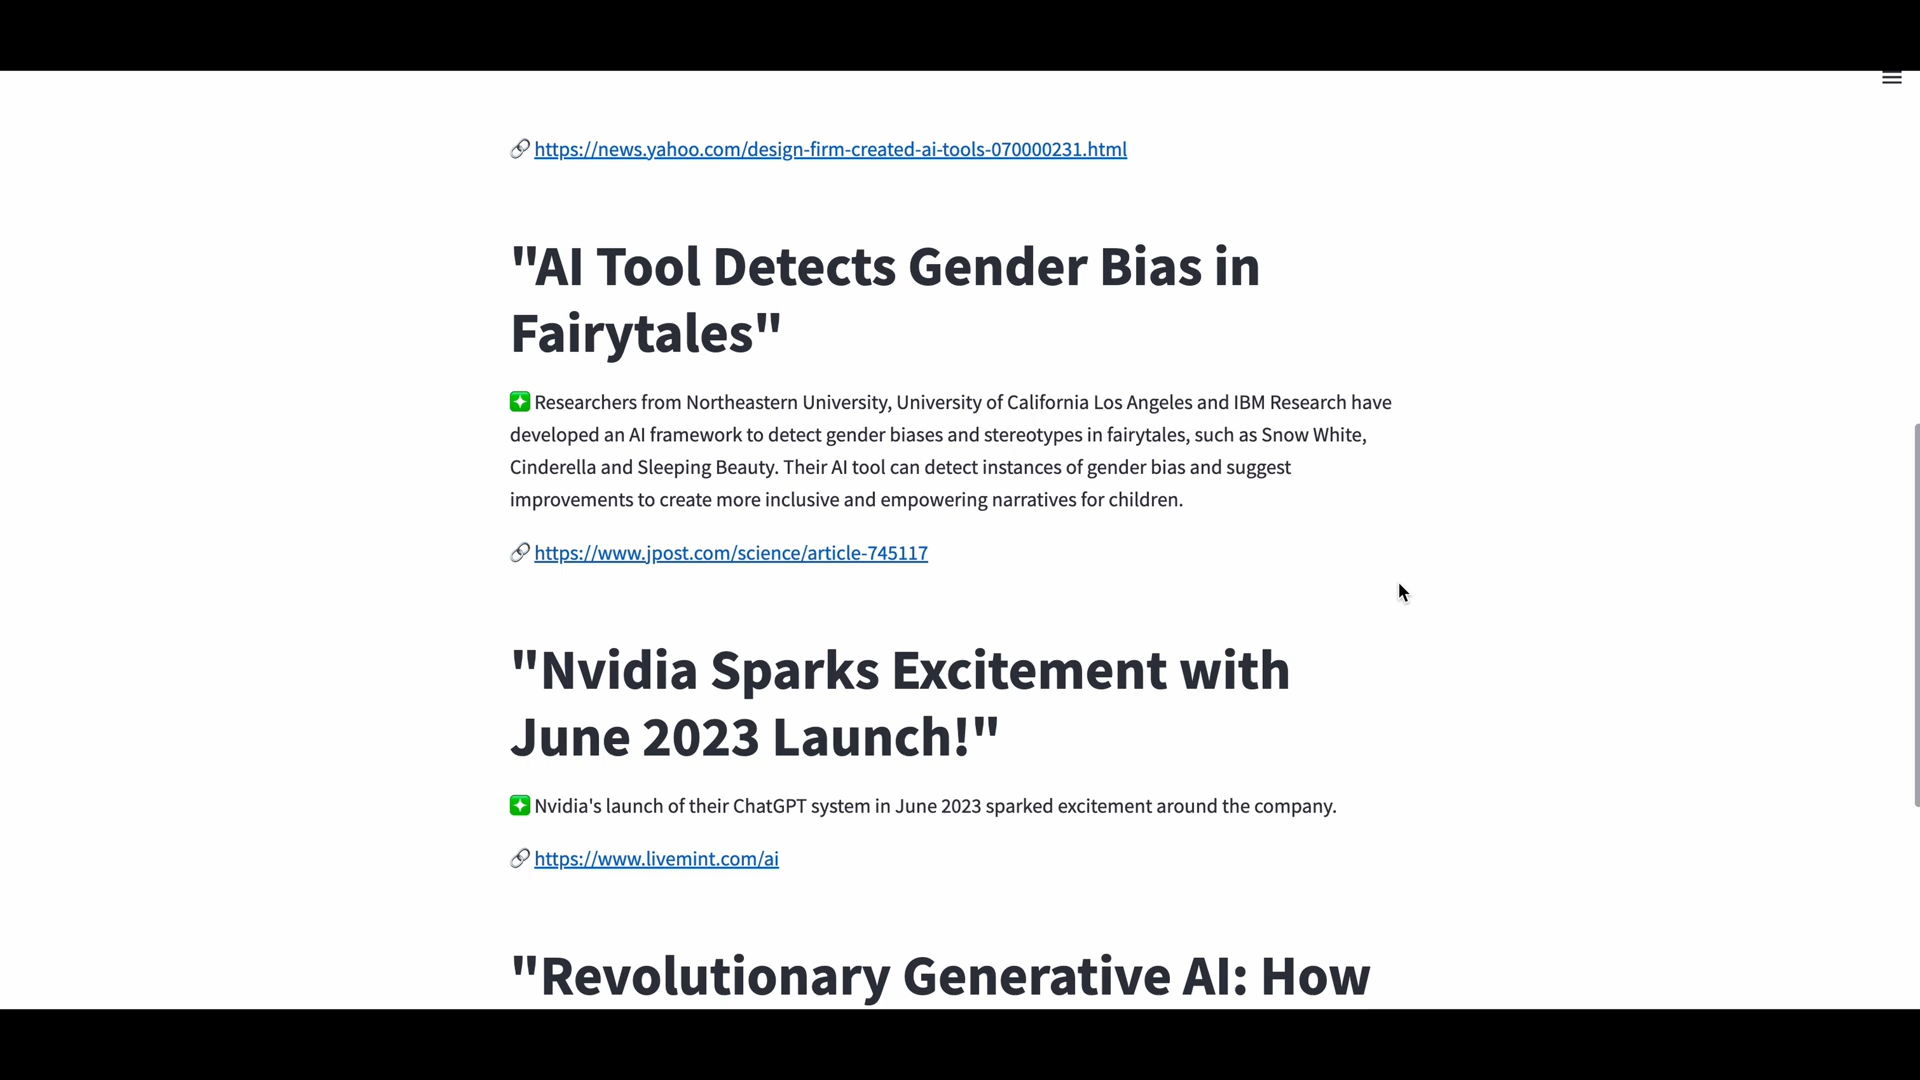 https://news.yahoo.com/design-firm-created-ai-tools-070000231.html
"AI Tool Detects Gender Bias in
Fairytales"
Researchers from Northeastern University, University of California Los Angeles and IBM Research have
developed an AI framework to detect gender biases and stereotypes in fairytales, such as Snow White,
Cinderella and Sleeping Beauty. Their AI tool can detect instances of gender bias and suggest
improvements to create more inclusive and empowering narratives for children.
https://www.jpost.com/science/article-745117
"Nvidia Sparks Excitement with
June 2023 Launch!"
Nvidia's launch of their ChatGPT system in June 2023 sparked excitement around the company.
https://www.livemint.com/ai
"Revolutionary Generative AI: How